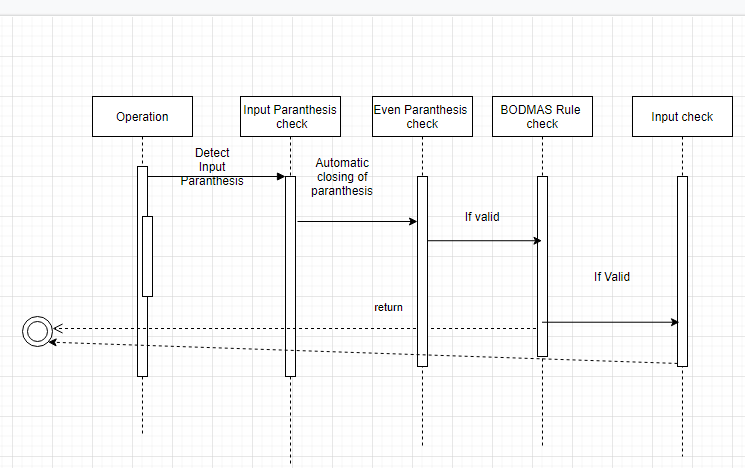 Operation
Input Paranthesis
check
Even Paranthesis
check
BODMAS Rule
check
Input check
Detect
Input
Paranthesis
Automatic
closing of
paranthesis
If valid
If Valid
return